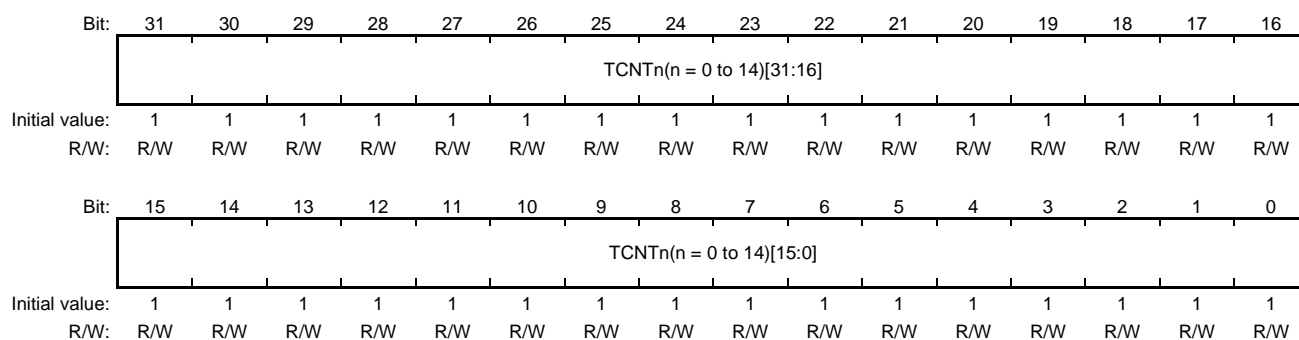 Bit: 31 30 29 28 27 26 25 24 23 22 21 20 19 18 17 16
TCNTn(n = 0 to 14)[31:16]
Initial value: 1 1 1 1 1 1 1 1 1 1 1 1 1 1 1 1
R/W: R/W R/W R/W R/W R/W R/W R/W R/W R/W R/W R/W R/W R/W R/W R/W R/W
Bit: 15 14 13 12 11 10 9 8 7 6 5 4 3 2 1 0
TCNTn(n = 0 to 14)[15:0]
Initial value: 1 1 1 1 1 1 1 1 1 1 1 1 1 1 1 1
R/W: R/W R/W R/W R/W R/W R/W R/W R/W R/W R/W R/W R/W R/W R/W R/W R/W